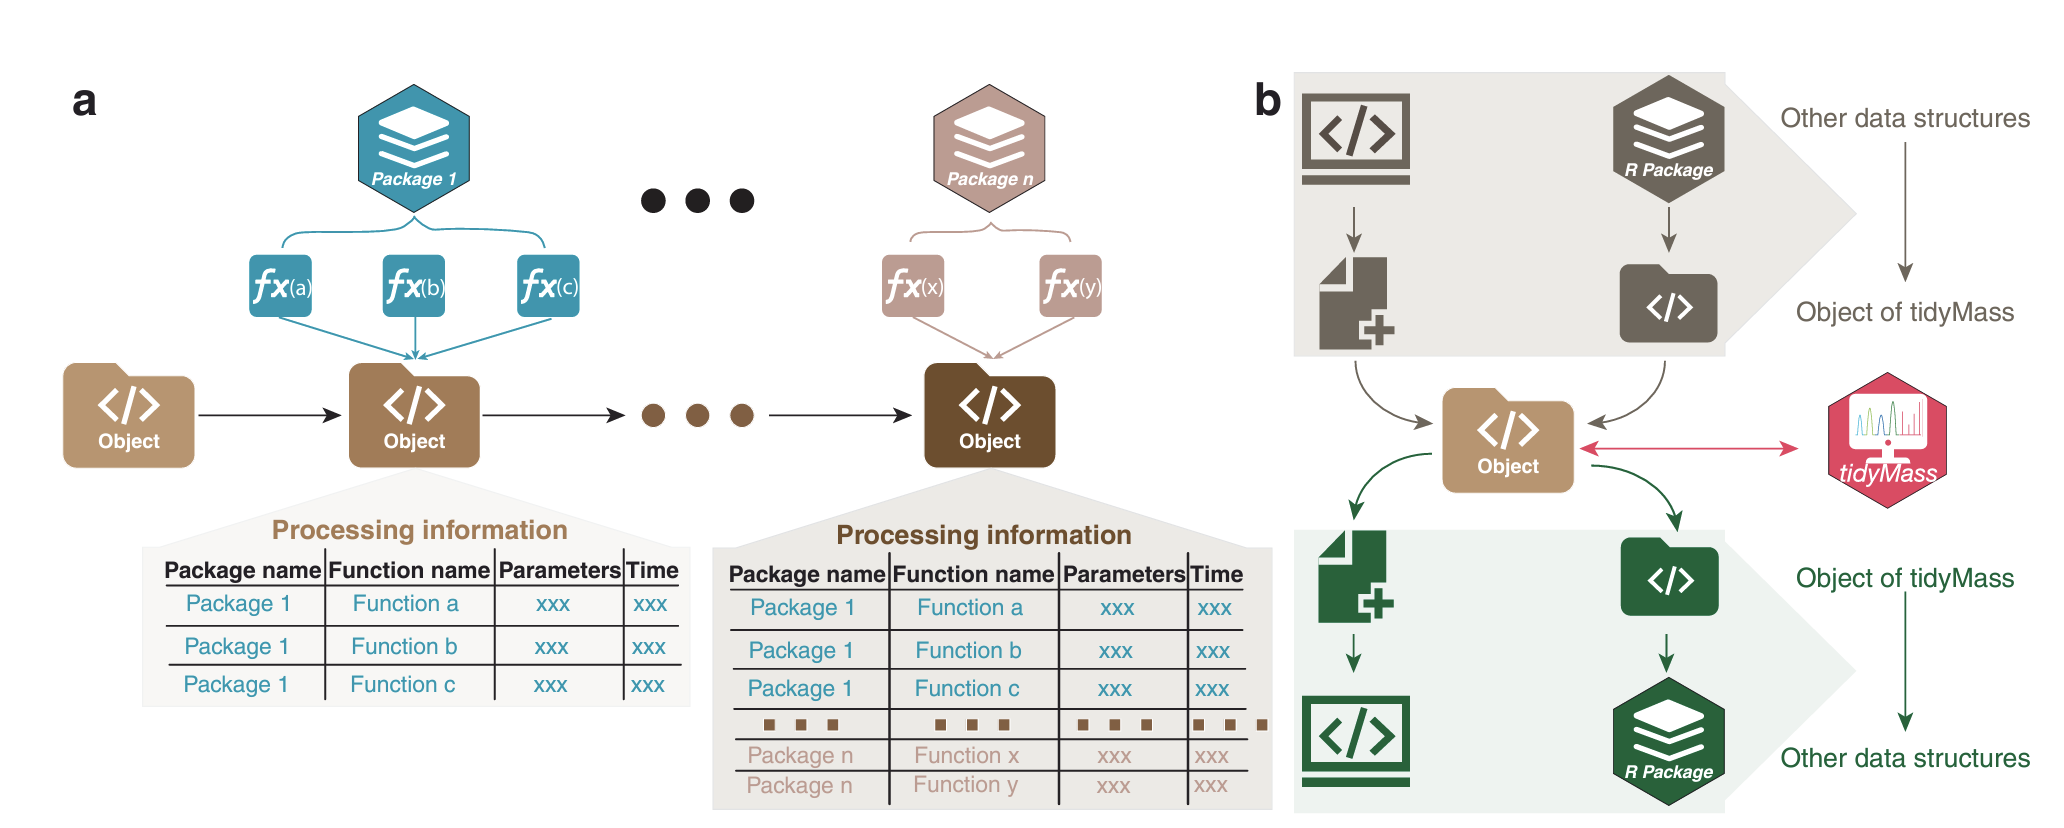 a
Package 1
Package n
fx(a)
fx(b)
fx(c)
fx(x)
fx(y)
</>
Object
</>
Object
</>
Object
Processing information
Package name Function name Parameters Time
Package 1 Function a xxx xxx
Package 1 Function b xxx xxx
Package 1 Function c xxx xxx
Processing information
Package name Function name Parameters Time
Package 1 Function a xxx xxx
Package 1 Function b xxx xxx
Package 1 Function c xxx xxx
Package n Function x xxx xxx
Package n Function y xxx xxx
b
</>
R Package
Other data structures
</>
Object of tidyMass
</>
Object
tidyMass
</>
Object of tidyMass
</>
R Package
Other data structures